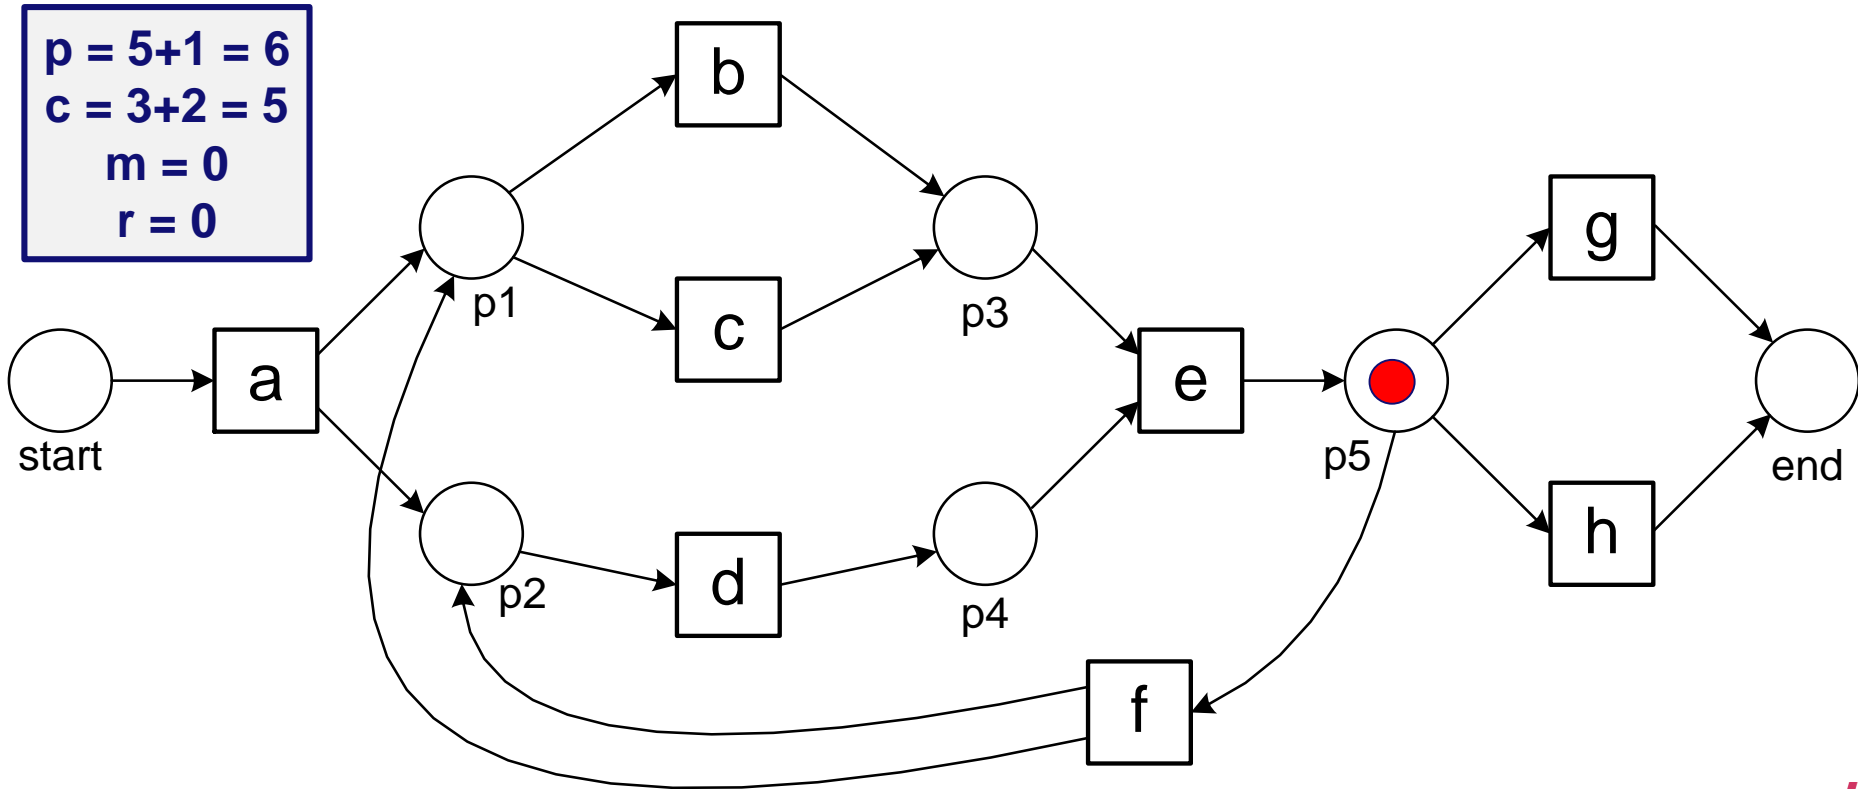 p = 5+1 = 6
c = 3+2 = 5
m = 0
r = 0
b
g
p1
c
p3
a
e
start
p5
end
h
d
p2
p4
f